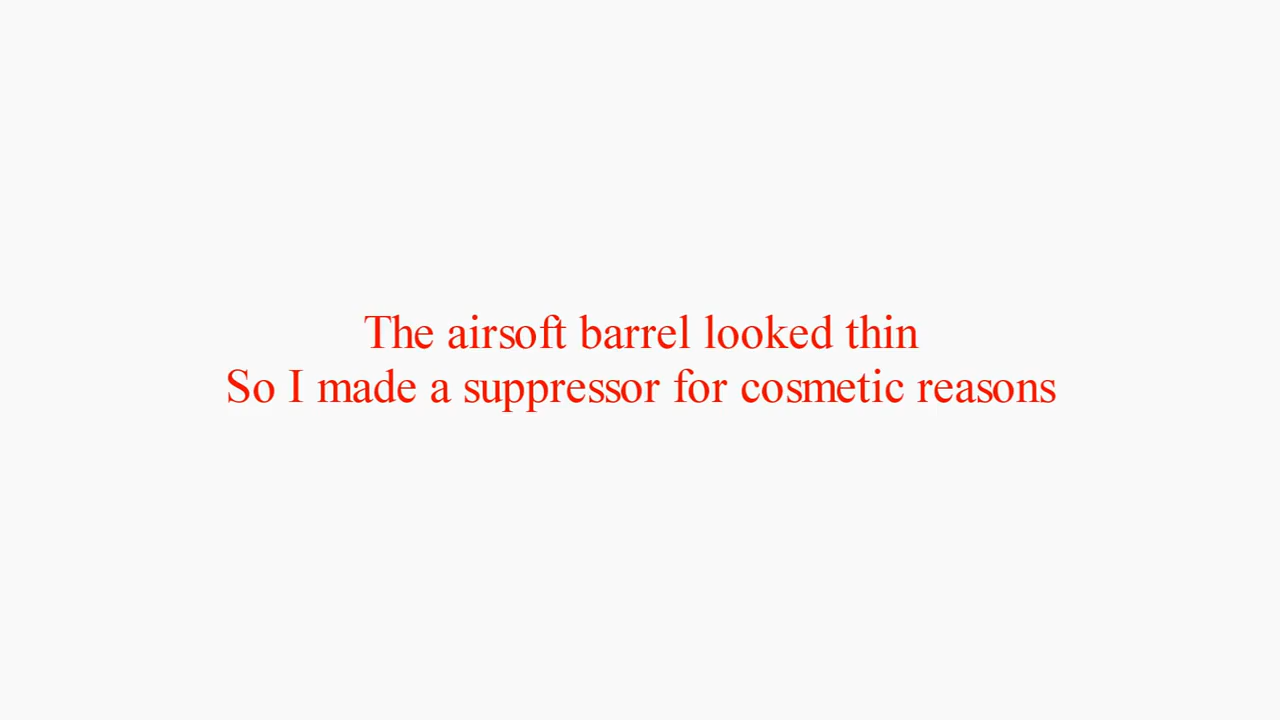 The airsoft barrel looked thin
So I made a suppressor for cosmetic reasons